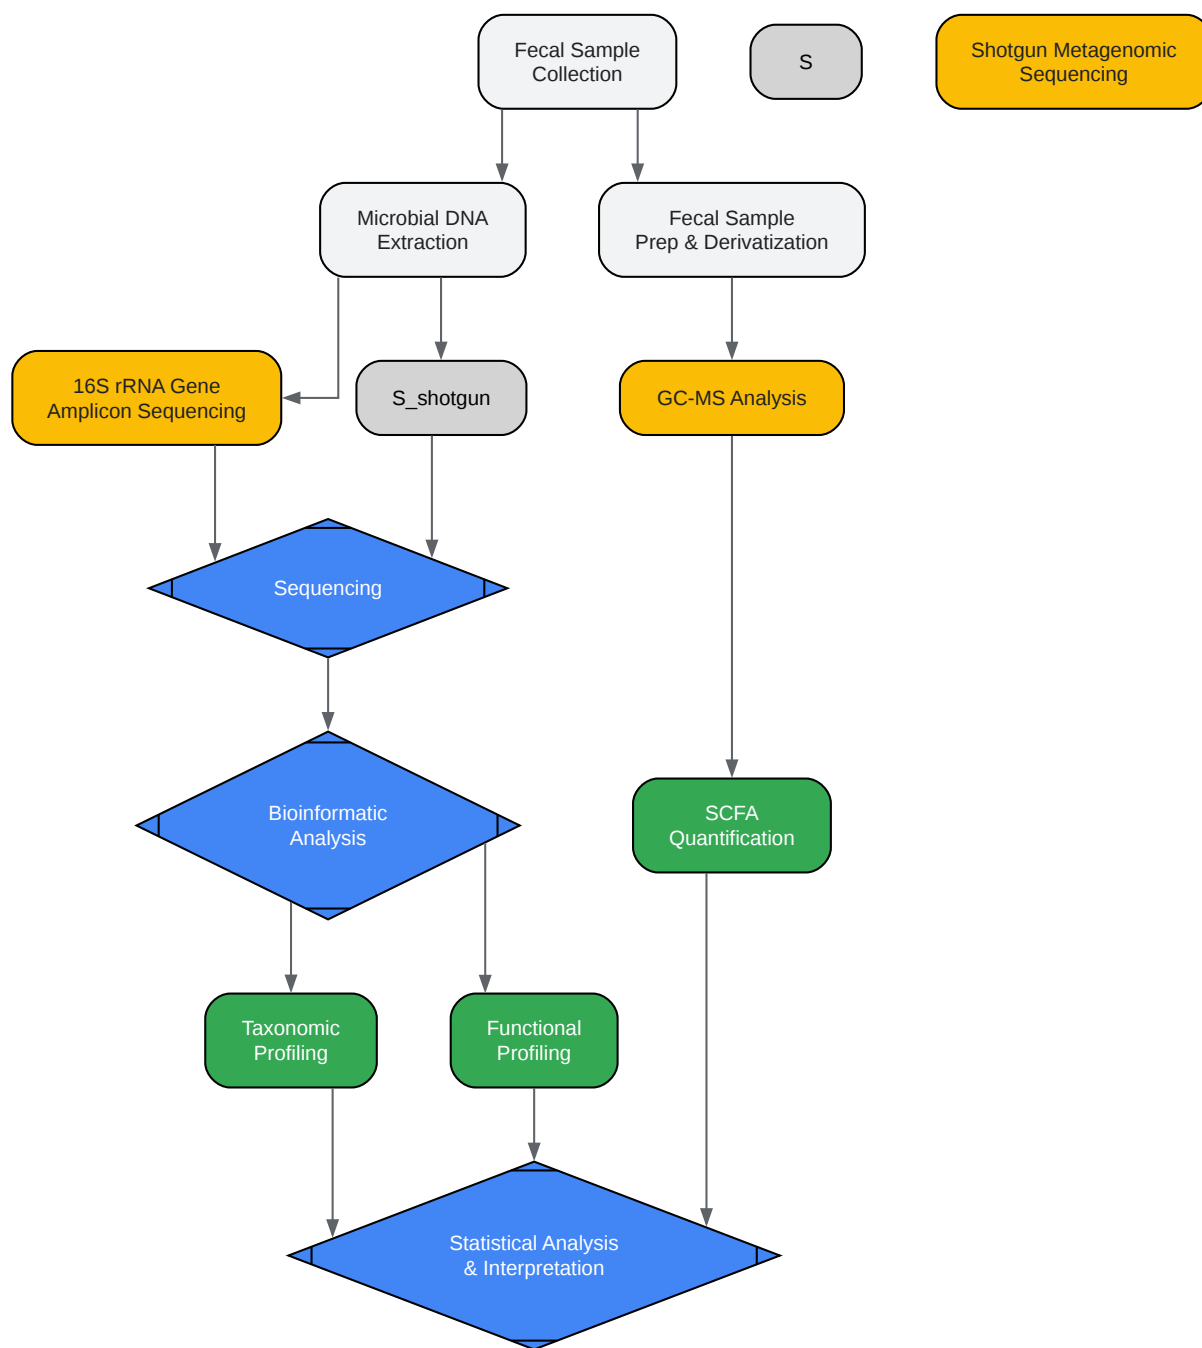 Fecal Sample
Collection
S
Shotgun Metagenomic
Sequencing
Microbial DNA
Extraction
Fecal Sample
Prep & Derivatization
16S rRNA Gene
Amplicon Sequencing
S_shotgun
GC-MS Analysis
Sequencing
Bioinformatic
Analysis
SCFA
Quantification
Taxonomic
Profiling
Functional
Profiling
Statistical Analysis
& Interpretation